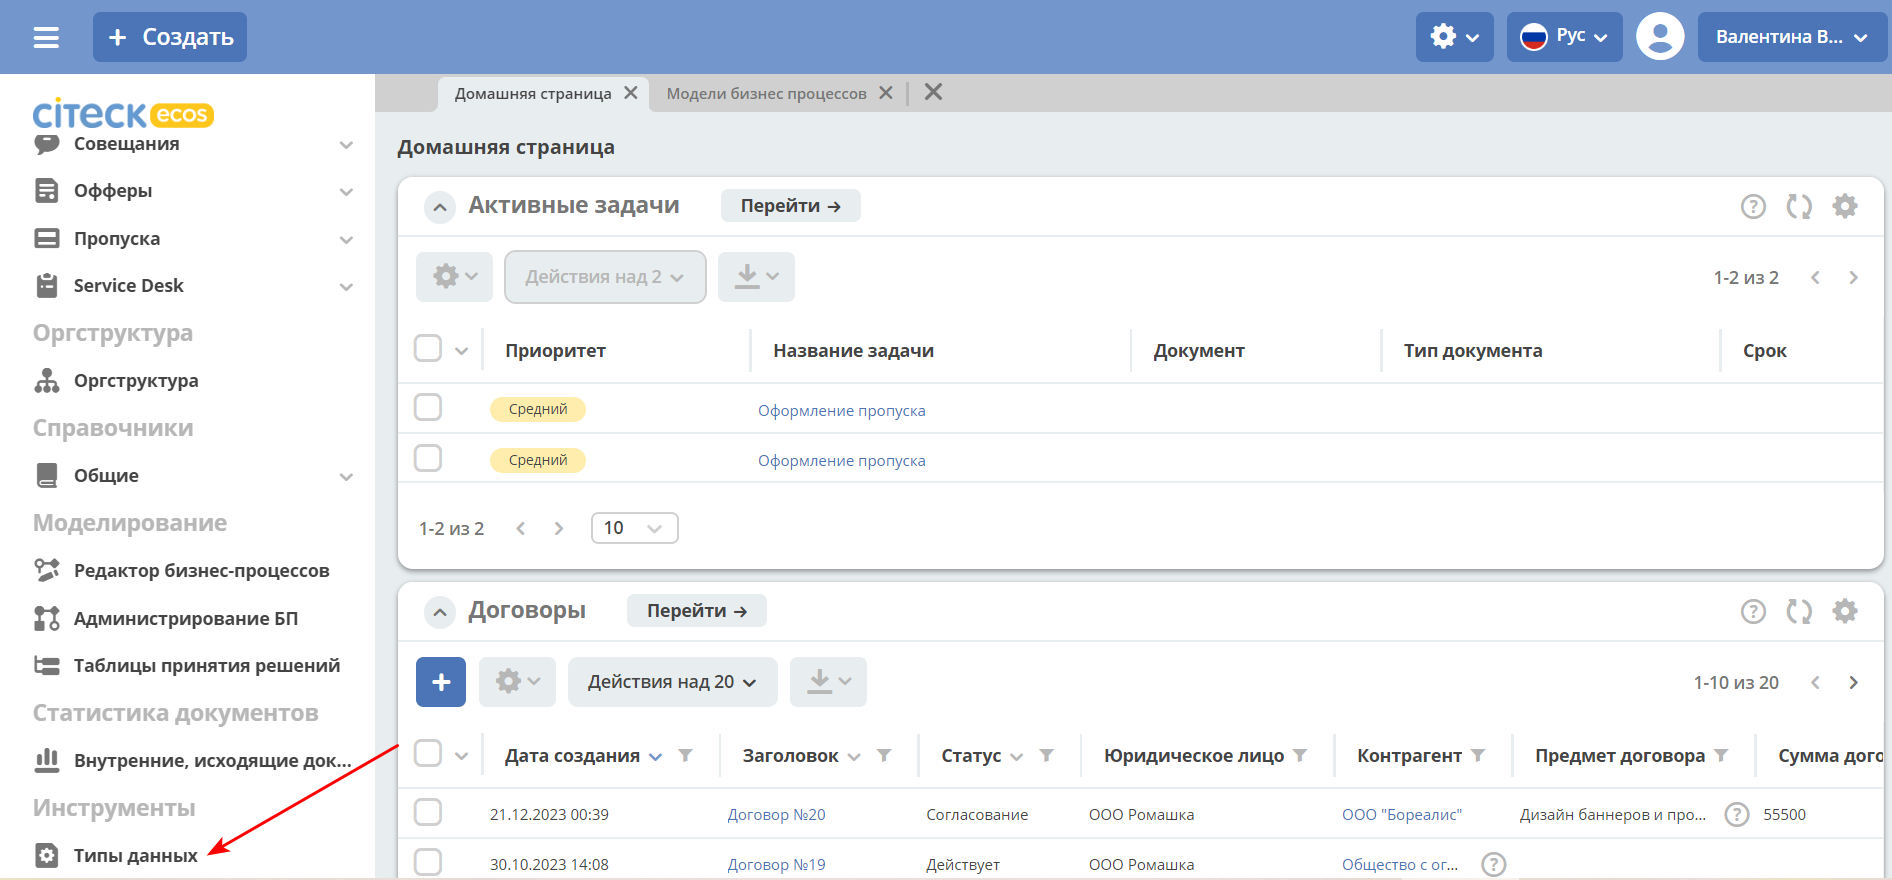 Создать
Рус
Валентина В...
citeck ecos
Домашняя страница
Модели бизнес процессов
Совещания
Офферы
Пропуска
Service Desk
Оргструктура
Оргструктура
Справочники
Общие
Моделирование
Редактор бизнес-процессов
Администрирование БП
Таблицы принятия решений
Статистика документов
Внутренние, исходящие док...
Инструменты
Типы данных
Домашняя страница
Активные задачи
Перейти →
Действия над 2
1-2 из 2
Приоритет Название задачи Документ Тип документа Срок
Средний Оформление пропуска
Средний Оформление пропуска
1-2 из 2 10
Договоры
Перейти →
Действия над 20
1-10 из 20
Дата создания Заголовок Статус Юридическое лицо Контрагент Предмет договора Сумма дого
21.12.2023 00:39 Договор №20 Согласование ООО Ромашка ООО "Бореалис" Дизайн баннеров и про... 55500
30.10.2023 14:08 Договор №19 Действует ООО Ромашка Общество с ог...